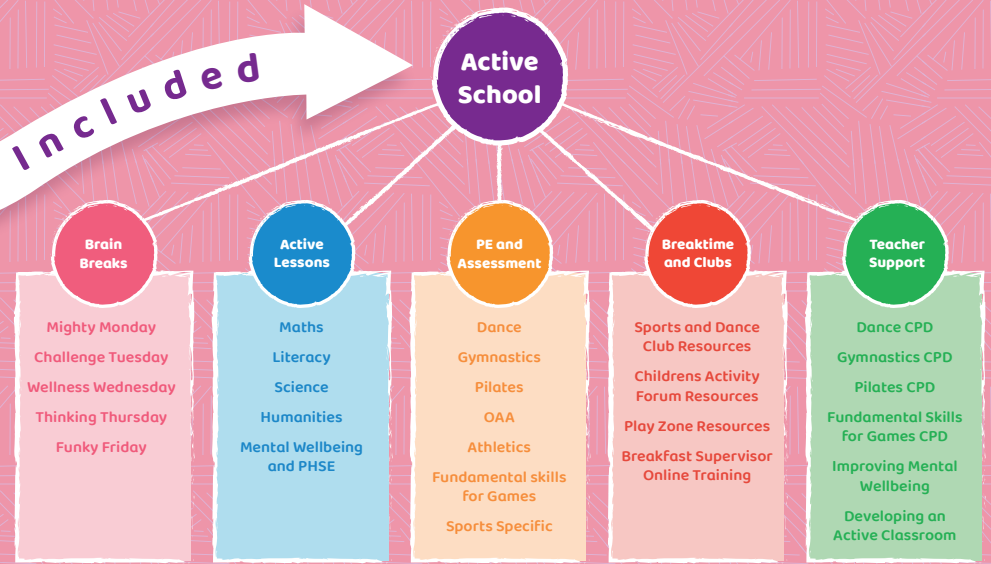 Included
Active
School
Brain
Breaks
Mighty Monday
Challenge Tuesday
Wellness Wednesday
Thinking Thursday
Funky Friday
Active
Lessons
Maths
Literacy
Science
Humanities
Mental Wellbeing
and PHSE
PE and
Assessment
Dance
Gymnastics
Pilates
OAA
Athletics
Fundamental skills
for Games
Sports Specific
Breaktime
and Clubs
Sports and Dance
Club Resources
Childrens Activity
Forum Resources
Play Zone Resources
Breakfast Supervisor
Online Training
Teacher
Support
Dance CPD
Gymnastics CPD
Pilates CPD
Fundamental Skills
for Games CPD
Improving Mental
Wellbeing
Developing an
Active Classroom